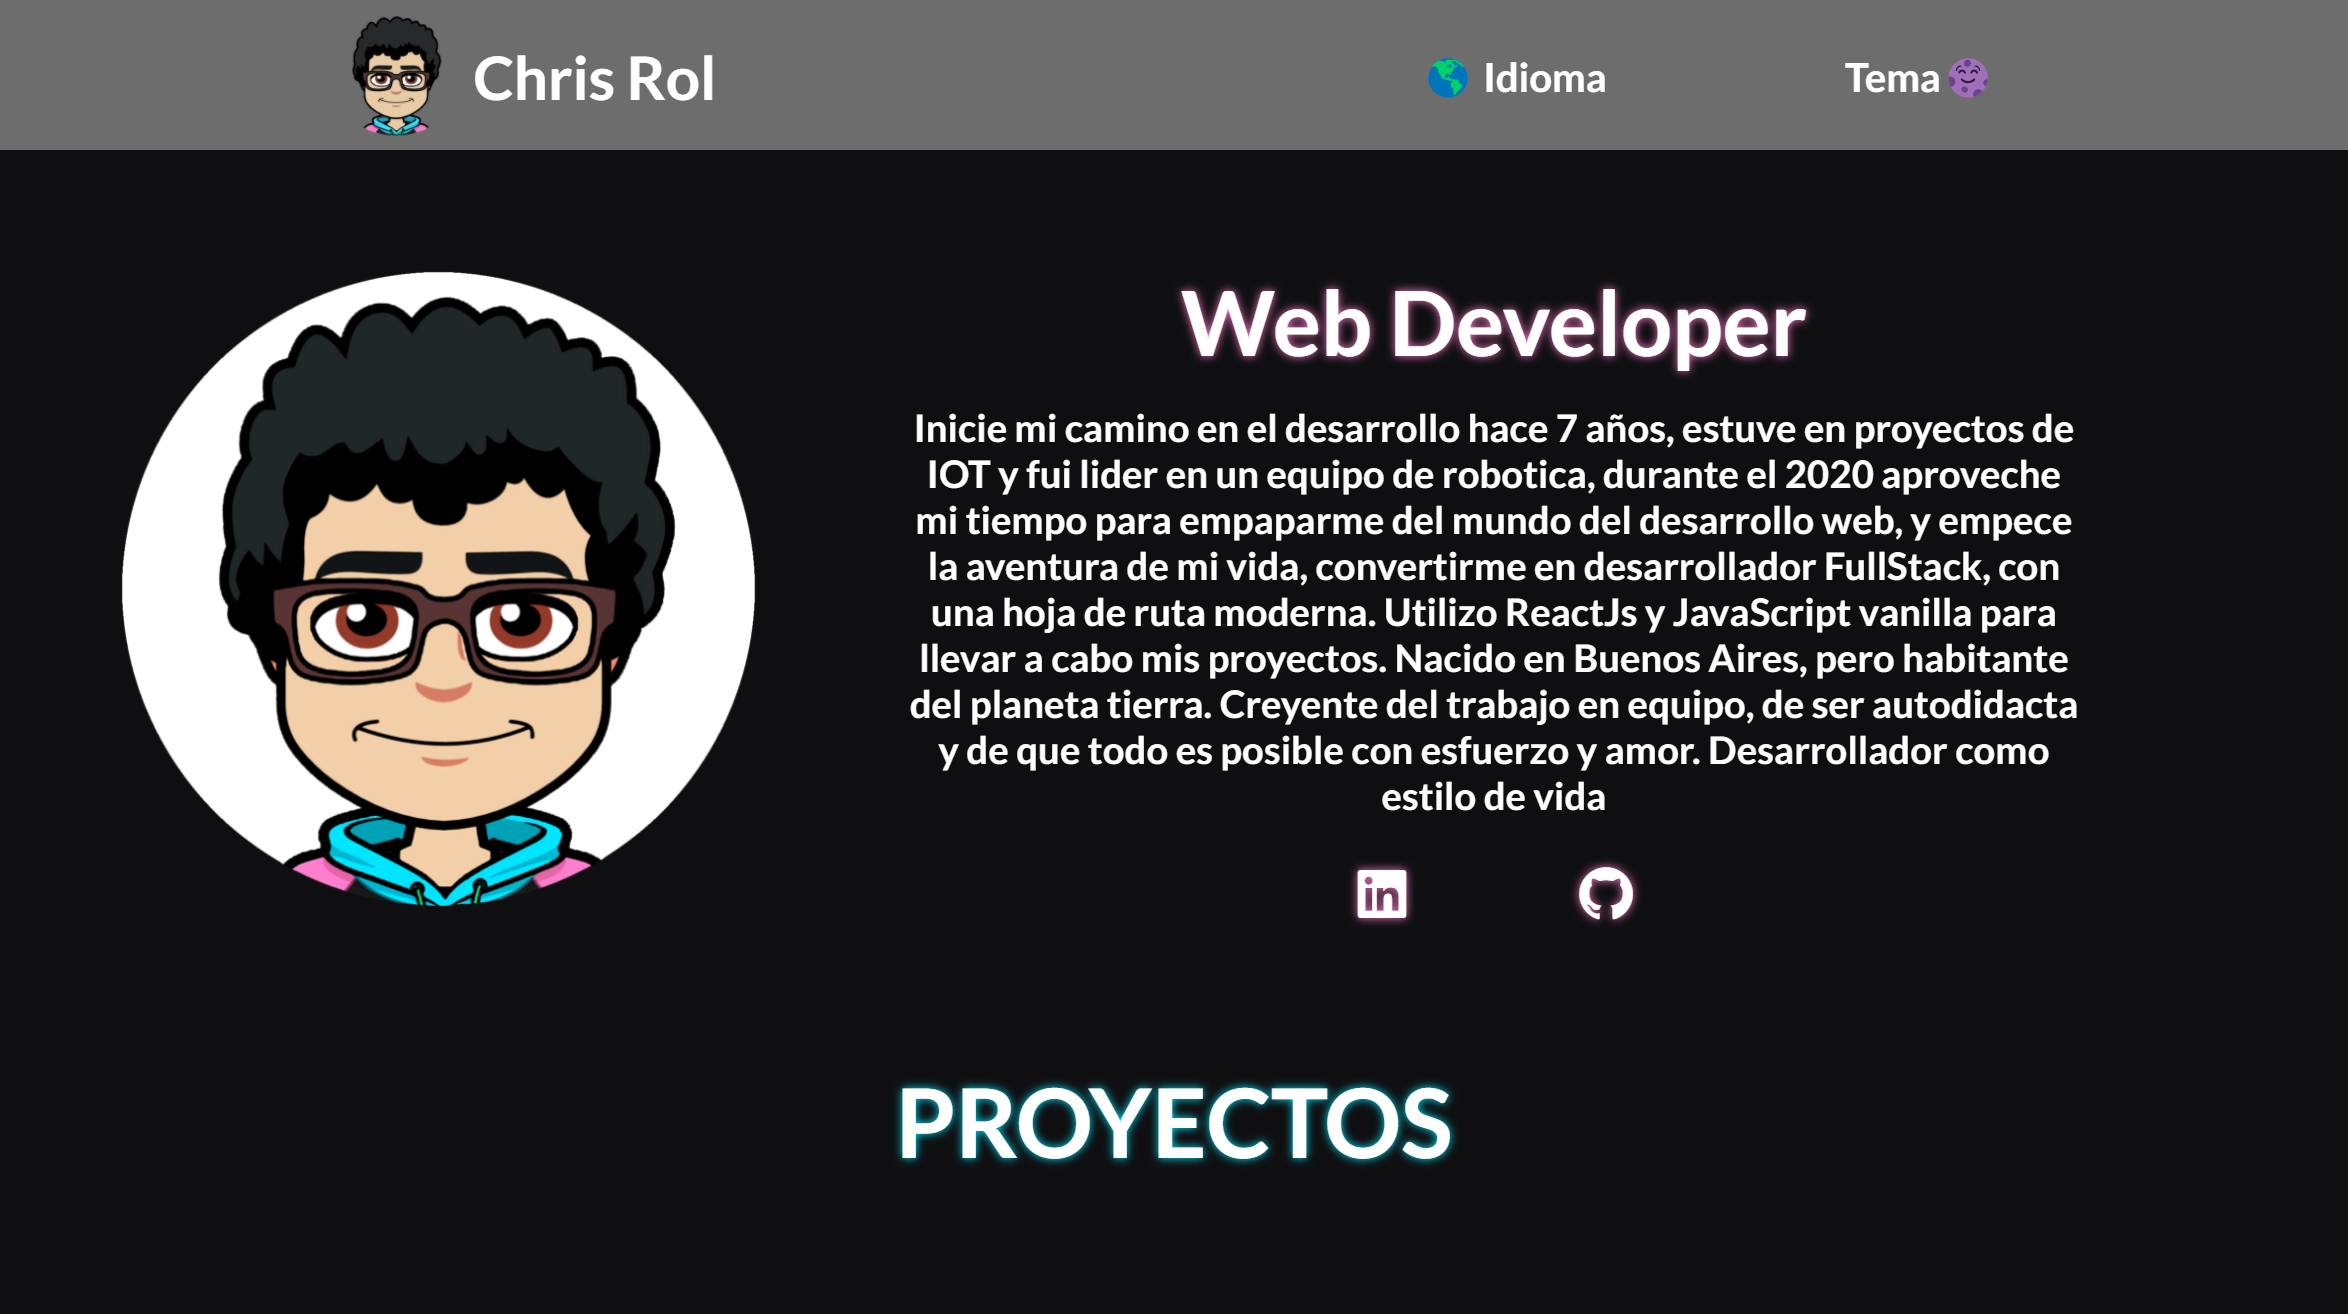 Chris Rol
Idioma
Tema
Web Developer
Inicie mi camino en el desarrollo hace 7 años, estuve en proyectos de
IOT y fui lider en un equipo de robotica, durante el 2020 aproveche
mi tiempo para empaparme del mundo del desarrollo web, y empece
la aventura de mi vida, convertirme en desarrollador FullStack, con
una hoja de ruta moderna. Utilizo ReactJs y JavaScript vanilla para
llevar a cabo mis proyectos. Nacido en Buenos Aires, pero habitante
del planeta tierra. Creyente del trabajo en equipo, de ser autodidacta
y de que todo es posible con esfuerzo y amor. Desarrollador como
estilo de vida
in
PROYECTOS